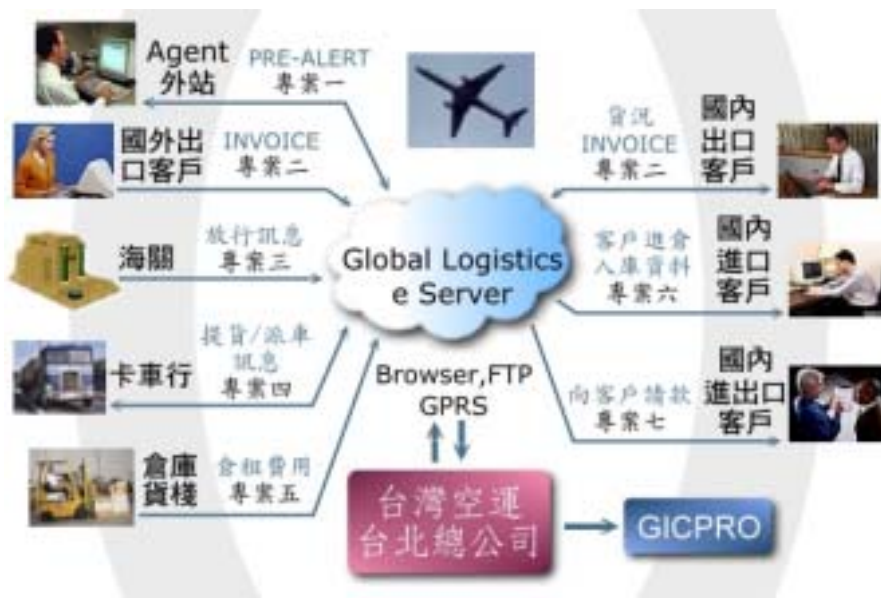 Agent
外站
PRE-ALERT
專案一
國外出
口客戶
INVOICE
專案二
海關
放行訊息
專案三
卡車行
提貨/派車
訊息
專案四
倉庫
貨棧
倉租費用
專案五
Global Logistics
e Server
Browser,FTP
GPRS
台灣空運
台北總公司
GICPRO
貨況
INVOICE
專案二
國內
出口
客戶
客戶進倉
入庫資料
專案六
國內
進口
客戶
向客戶請款
專案七
國內
進出口
客戶